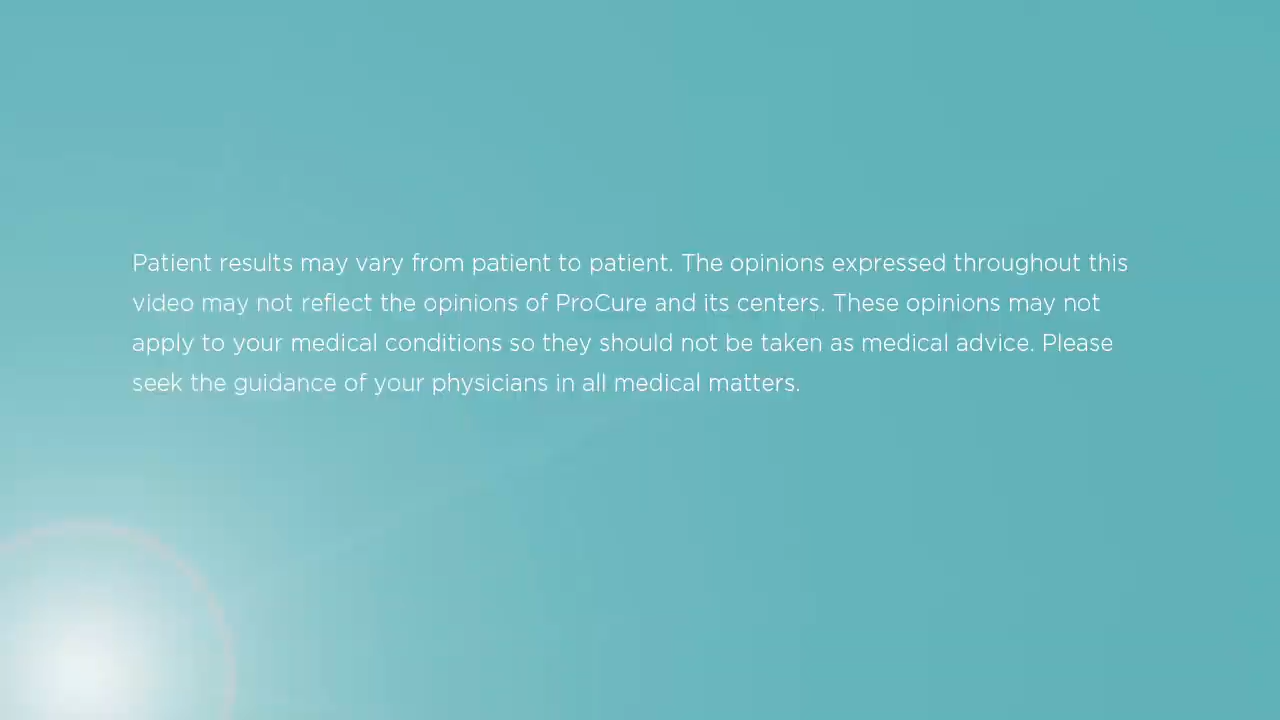 Patient results may vary from patient to patient. The opinions expressed throughout this
video may not reflect the opinions of ProCure and its centers. These opinions may not
apply to your medical conditions so they should not be taken as medical advice. Please
seek the guidance of your physicians in all medical matters.